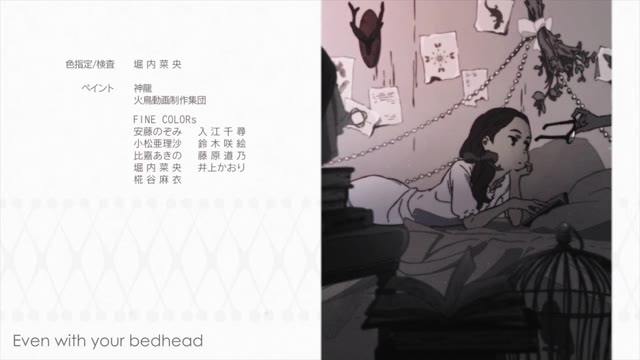 色指定/検査 堀内菜央
ペイント 神龍
火鳥動画制作集団
FINE COLORs
安藤のぞみ 入江千尋
小松亜理沙 鈴木咲絵
比嘉あきの 藤原道乃
堀内菜央 井上かおり
椛谷麻衣
Even with your bedhead